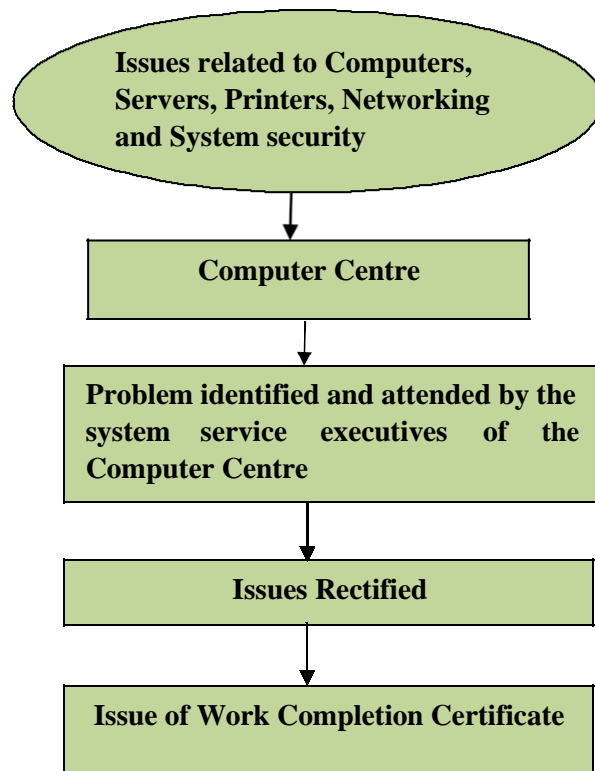 Issues related to Computers,
Servers, Printers, Networking
and System security
Computer Centre
Problem identified and attended by the
system service executives of the
Computer Centre
Issues Rectified
Issue of Work Completion Certificate